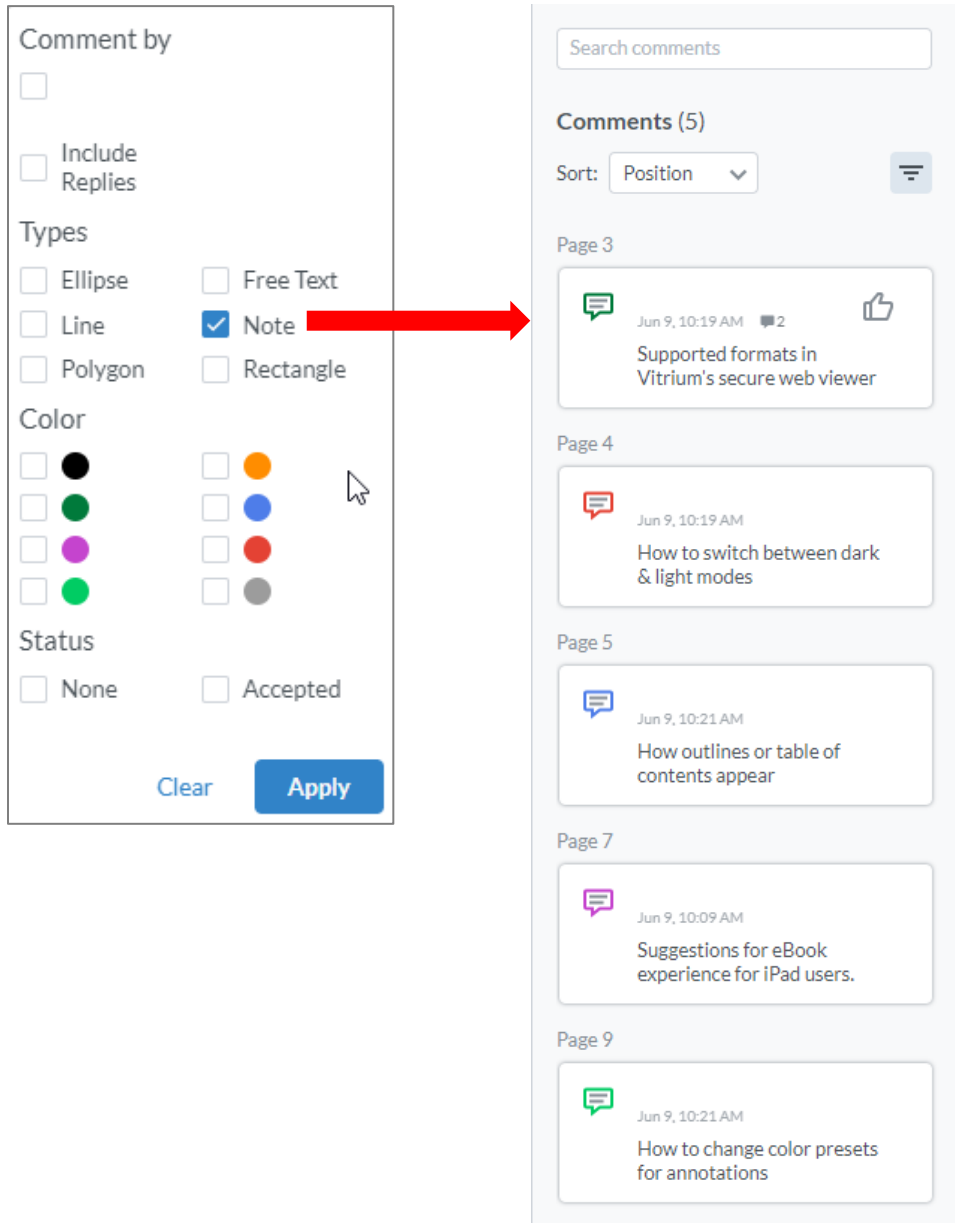 Comment by
Include
Replies
Types
Ellipse Free Text
Line Note
Polygon Rectangle
Color
Status
None Accepted
Clear Apply
Search comments
Comments (5)
Sort: Position
Page 3
Jun 9, 10:19 AM 2
Supported formats in
Vitrium's secure web viewer
Page 4
Jun 9, 10:19 AM
How to switch between dark
& light modes
Page 5
Jun 9, 10:21 AM
How outlines or table of
contents appear
Page 7
Jun 9, 10:09 AM
Suggestions for eBook
experience for iPad users.
Page 9
Jun 9, 10:21 AM
How to change color presets
for annotations